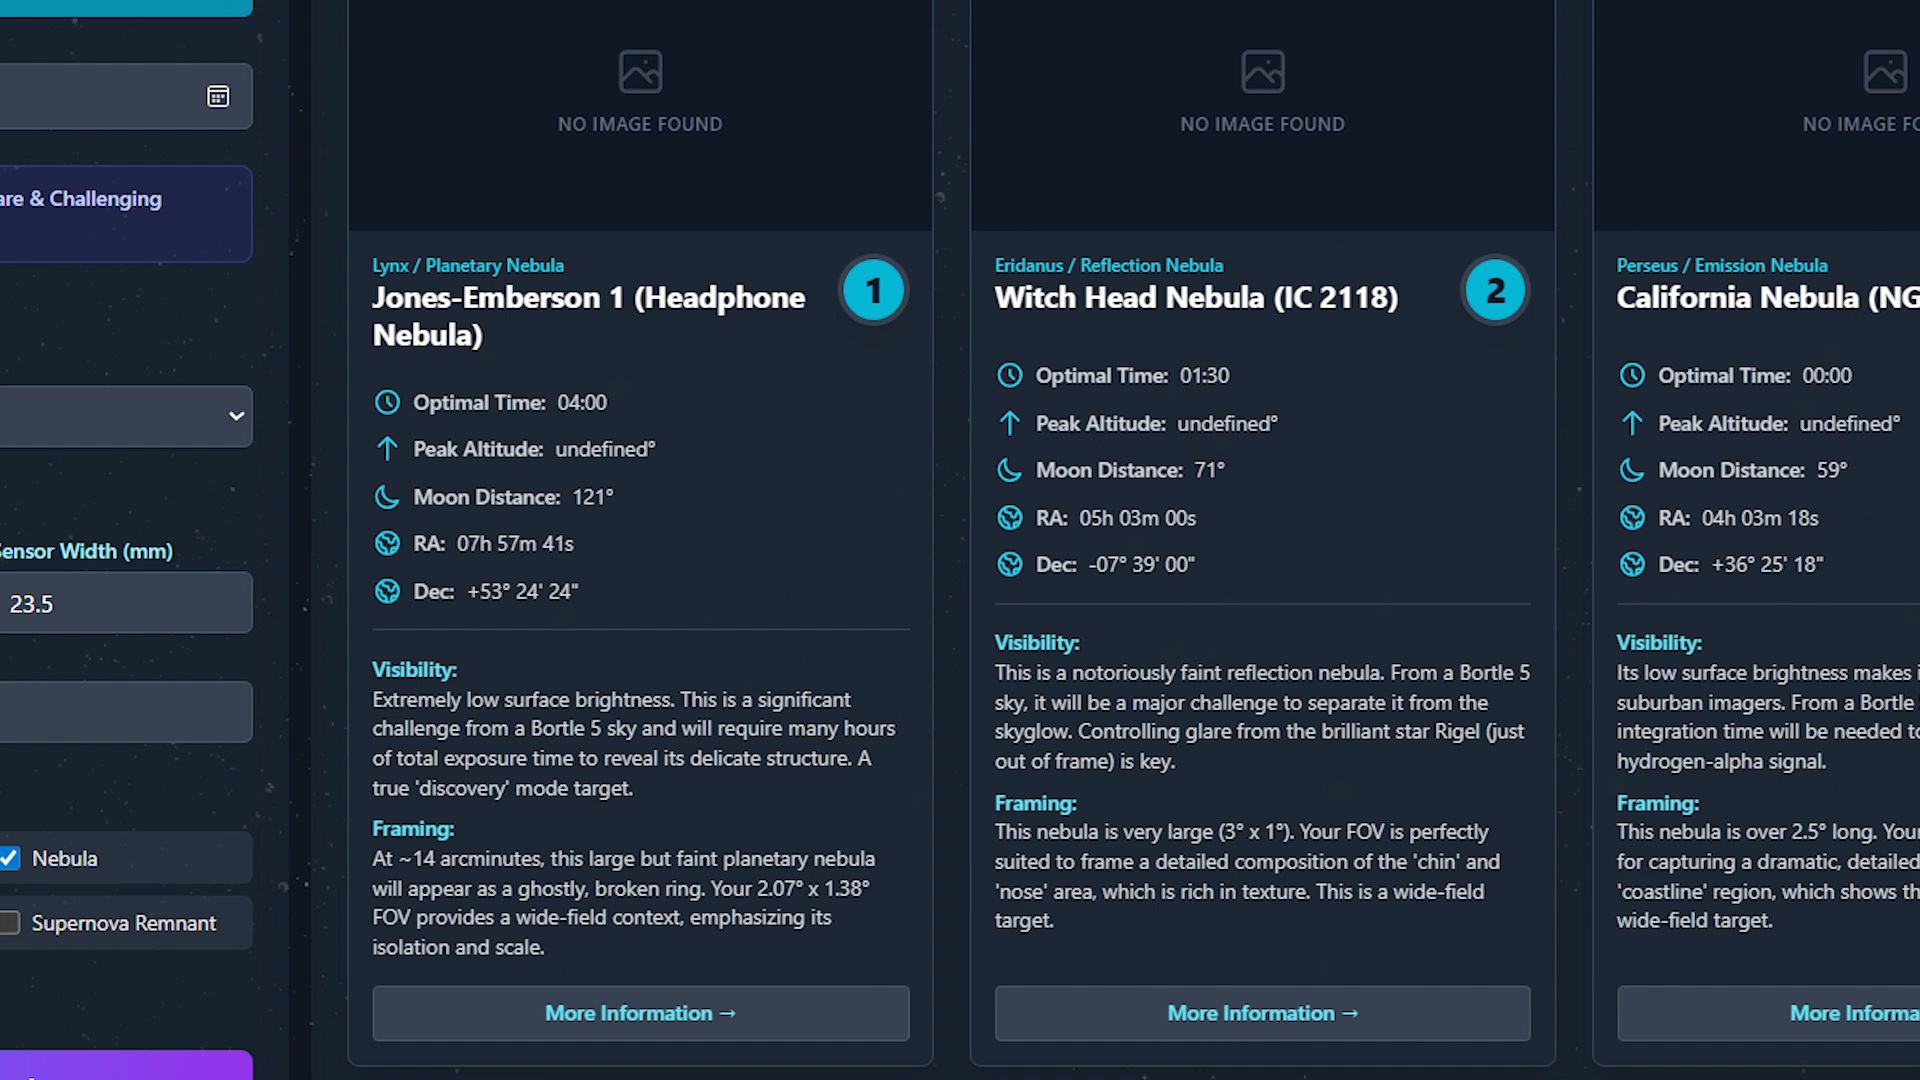 are & Challenging
Sensor Width (mm)
23.5
Nebula
Supernova Remnant
NO IMAGE FOUND
Lynx / Planetary Nebula
Jones-Emberson 1 (Headphone
Nebula)
1
Optimal Time: 04:00
Peak Altitude: undefined°
Moon Distance: 121°
RA: 07h 57m 41s
Dec: +53° 24' 24"
Visibility:
Extremely low surface brightness. This is a significant
challenge from a Bortle 5 sky and will require many hours
of total exposure time to reveal its delicate structure. A
true 'discovery' mode target.
Framing:
At ~14 arcminutes, this large but faint planetary nebula
will appear as a ghostly, broken ring. Your 2.07° x 1.38°
FOV provides a wide-field context, emphasizing its
isolation and scale.
More Information →
NO IMAGE FOUND
Eridanus / Reflection Nebula
Witch Head Nebula (IC 2118)
2
Optimal Time: 01:30
Peak Altitude: undefined°
Moon Distance: 71°
RA: 05h 03m 00s
Dec: -07° 39' 00"
Visibility:
This is a notoriously faint reflection nebula. From a Bortle 5
sky, it will be a major challenge to separate it from the
skyglow. Controlling glare from the brilliant star Rigel (just
out of frame) is key.
Framing:
This nebula is very large (3° x 1°). Your FOV is perfectly
suited to frame a detailed composition of the 'chin' and
'nose' area, which is rich in texture. This is a wide-field
target.
More Information →
NO IMAGE FO
Perseus / Emission Nebula
California Nebula (NG
Optimal Time: 00:00
Peak Altitude: undefined°
Moon Distance: 59°
RA: 04h 03m 18s
Dec: +36° 25' 18"
Visibility:
Its low surface brightness makes i
suburban imagers. From a Bortle
integration time will be needed to
hydrogen-alpha signal.
Framing:
This nebula is over 2.5° long. Your
for capturing a dramatic, detailed
'coastline' region, which shows th
wide-field target.
More Informa